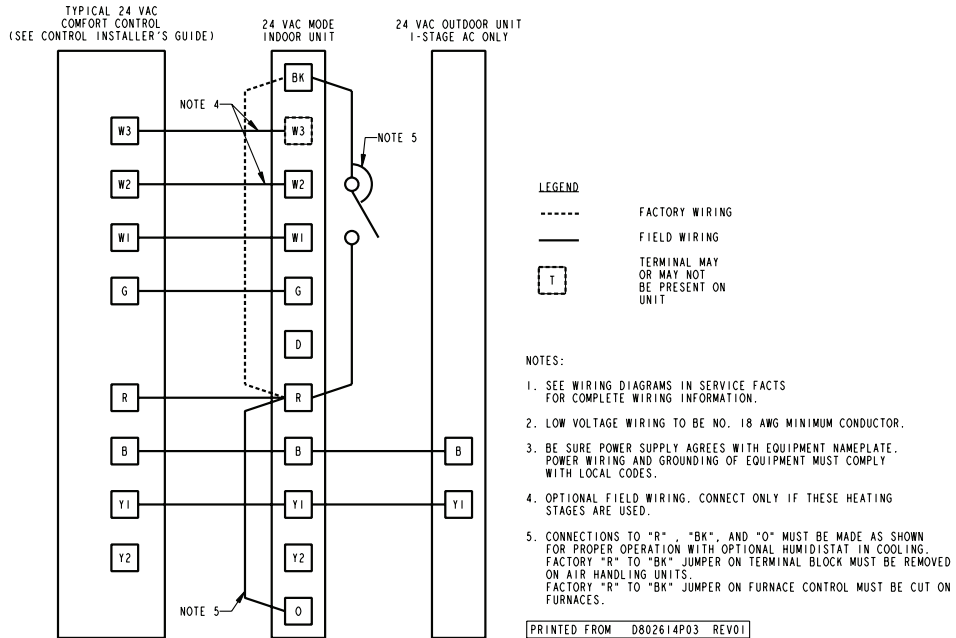 TYPICAL 24 VAC
COMFORT CONTROL
(SEE CONTROL INSTALLER'S GUIDE)
24 VAC MODE
INDOOR UNIT
24 VAC OUTDOOR UNIT
1-STAGE AC ONLY
BK
NOTE 4
W3
W3
NOTE 5
W2
W2
W1
W1
G
G
D
R
R
B
B
B
Y1
Y1
Y1
Y2
Y2
NOTE 5
O
LEGEND
FACTORY WIRING
FIELD WIRING
T
TERMINAL MAY
OR MAY NOT
BE PRESENT ON
UNIT
NOTES:
1. SEE WIRING DIAGRAMS IN SERVICE FACTS
FOR COMPLETE WIRING INFORMATION.
2. LOW VOLTAGE WIRING TO BE NO. 18 AWG MINIMUM CONDUCTOR.
3. BE SURE POWER SUPPLY AGREES WITH EQUIPMENT NAMEPLATE.
POWER WIRING AND GROUNDING OF EQUIPMENT MUST COMPLY
WITH LOCAL CODES.
4. OPTIONAL FIELD WIRING. CONNECT ONLY IF THESE HEATING
STAGES ARE USED.
5. CONNECTIONS TO "R" , "BK", AND "O" MUST BE MADE AS SHOWN
FOR PROPER OPERATION WITH OPTIONAL HUMIDISTAT IN COOLING.
FACTORY "R" TO "BK" JUMPER ON TERMINAL BLOCK MUST BE REMOVED
ON AIR HANDLING UNITS.
FACTORY "R" TO "BK" JUMPER ON FURNACE CONTROL MUST BE CUT ON
FURNACES.
PRINTED FROM D802614P03 REV01